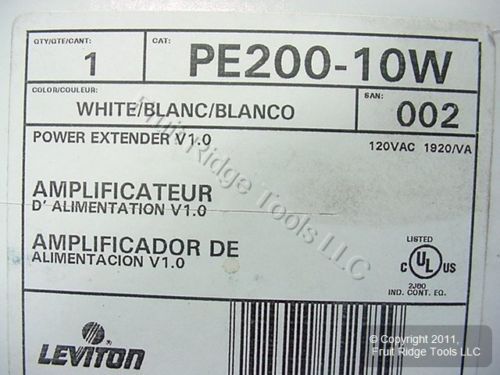 QTY/QTE/CANT:
1
CAT:
PE200-10W
COLOR/COULEUR:
WHITE/BLANC/BLANCO
SAN:
002
POWER EXTENDER V1.0
120VAC 1920/VA
AMPLIFICATEUR
D' ALIMENTATION V1.0
AMPLIFICADOR DE
ALIMENTACION V1.0
LISTED
C UL US
2J80
IND. CONT. EQ.
LEVITON
Fruit Ridge Tools LLC
© Copyright 2011,
Fruit Ridge Tools LLC